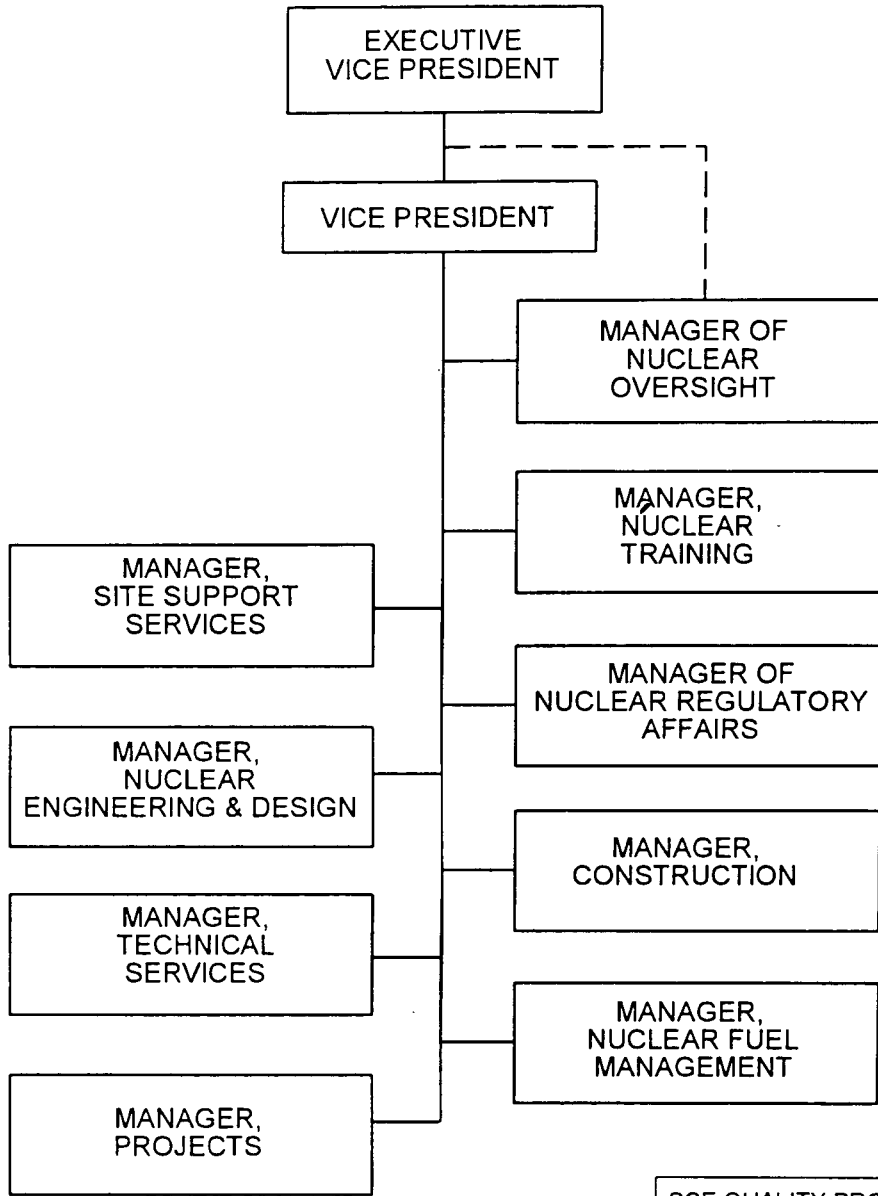 EXECUTIVE
VICE PRESIDENT
VICE PRESIDENT
MANAGER OF
NUCLEAR
OVERSIGHT
MANAGER,
NUCLEAR
TRAINING
MANAGER,
SITE SUPPORT
SERVICES
MANAGER OF
NUCLEAR REGULATORY
AFFAIRS
MANAGER,
NUCLEAR
ENGINEERING & DESIGN
MANAGER,
CONSTRUCTION
MANAGER,
TECHNICAL
SERVICES
MANAGER,
NUCLEAR FUEL
MANAGEMENT
MANAGER,
PROJECTS